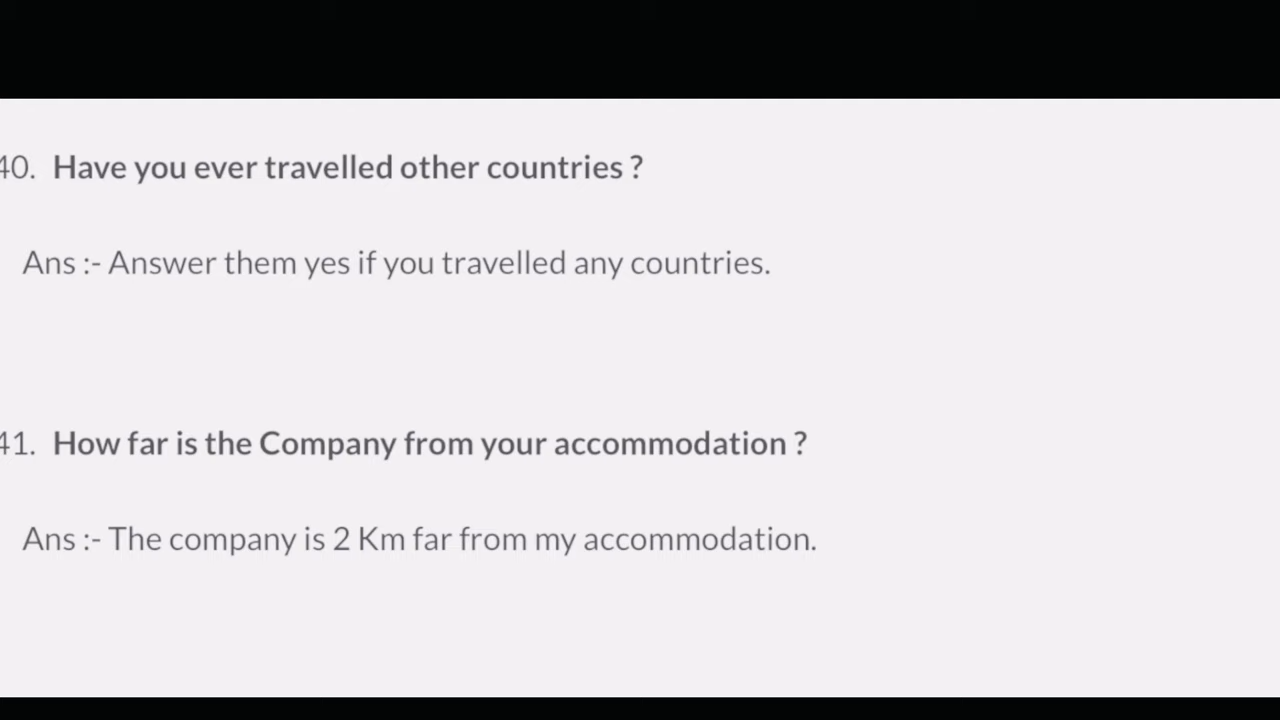 40. Have you ever travelled other countries ?
Ans :- Answer them yes if you travelled any countries.
41. How far is the Company from your accommodation ?
Ans :- The company is 2 Km far from my accommodation.